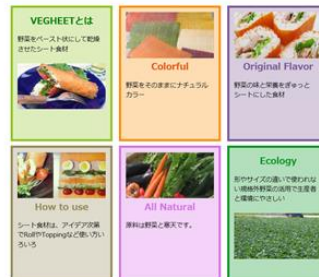 VEGHEETとは
野菜をペースト状にして乾燥
させたシート食材
Colorful
野菜をそのままにナチュラル
カラー
Original Flavor
野菜の味と栄養をぎゅっと
シートにした食材
How to use
シート食材は、アイデア次第
でRollやToppingなど使い方い
ろいろ
All Natural
原料は野菜と寒天です。
Ecology
形やサイズの違いで使われな
い規格外野菜の活用で生産者
と環境にやさしい